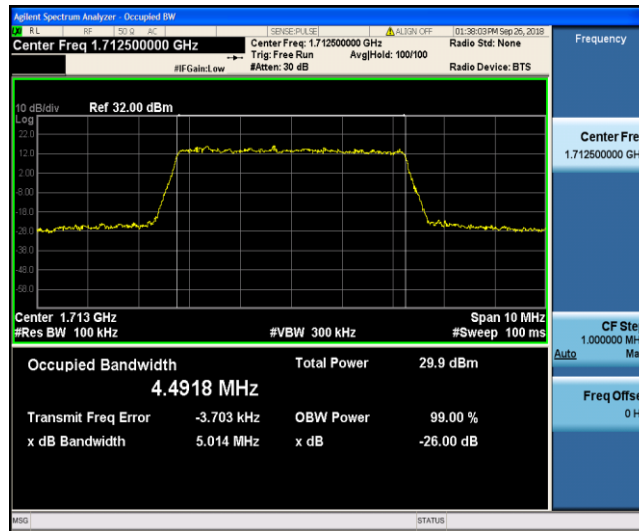 Agilent Spectrum Analyzer - Occupied BW
RL RF 50 Ω AC SENSE:PULSE ALIGN OFF 01:38:03 PM Sep 26, 2018
Center Freq 1.712500000 GHz Center Freq: 1.712500000 GHz Radio Std: None
Trig: Free Run Avg|Hold: 100/100
#IFGain:Low #Atten: 30 dB Radio Device: BTS
Frequency
10 dB/div Ref 32.00 dBm
Log
22.0
12.0
2.00
-8.00
-18.0
-28.0
-38.0
-48.0
-58.0
Center 1.713 GHz Span 10 MHz
#Res BW 100 kHz #VBW 300 kHz #Sweep 100 ms
Center Fre
1.712500000 GH
CF Ste
1.000000 MH
Auto Ma
Freq Offse
0 H
Occupied Bandwidth Total Power 29.9 dBm
4.4918 MHz
Transmit Freq Error -3.703 kHz OBW Power 99.00 %
x dB Bandwidth 5.014 MHz x dB -26.00 dB
MSG STATUS